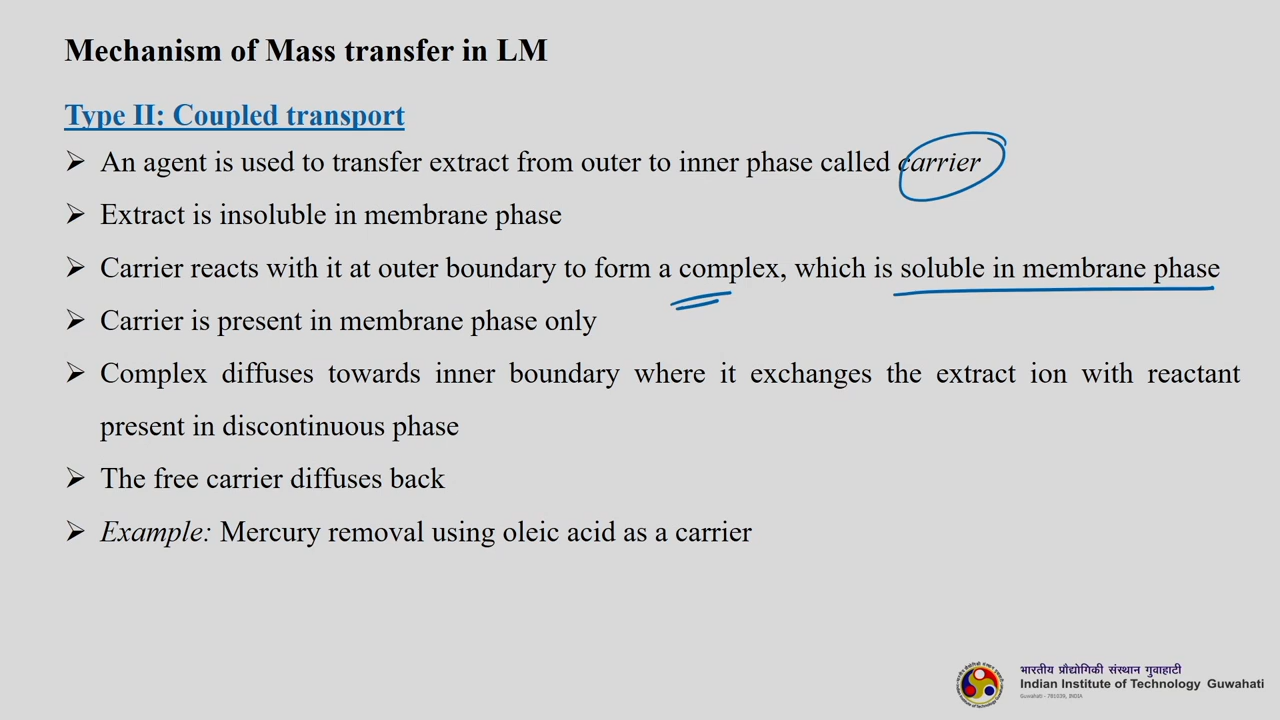 Mechanism of Mass transfer in LM
Type II: Coupled transport
➢ An agent is used to transfer extract from outer to inner phase called carrier
➢ Extract is insoluble in membrane phase
➢ Carrier reacts with it at outer boundary to form a complex, which is soluble in membrane phase
➢ Carrier is present in membrane phase only
➢ Complex diffuses towards inner boundary where it exchanges the extract ion with reactant
present in discontinuous phase
➢ The free carrier diffuses back
➢ Example: Mercury removal using oleic acid as a carrier
भारतीय प्रौद्योगिकी संस्थान गुवाहाटी
Indian Institute of Technology Guwahati
Guwahati - 781039, INDIA